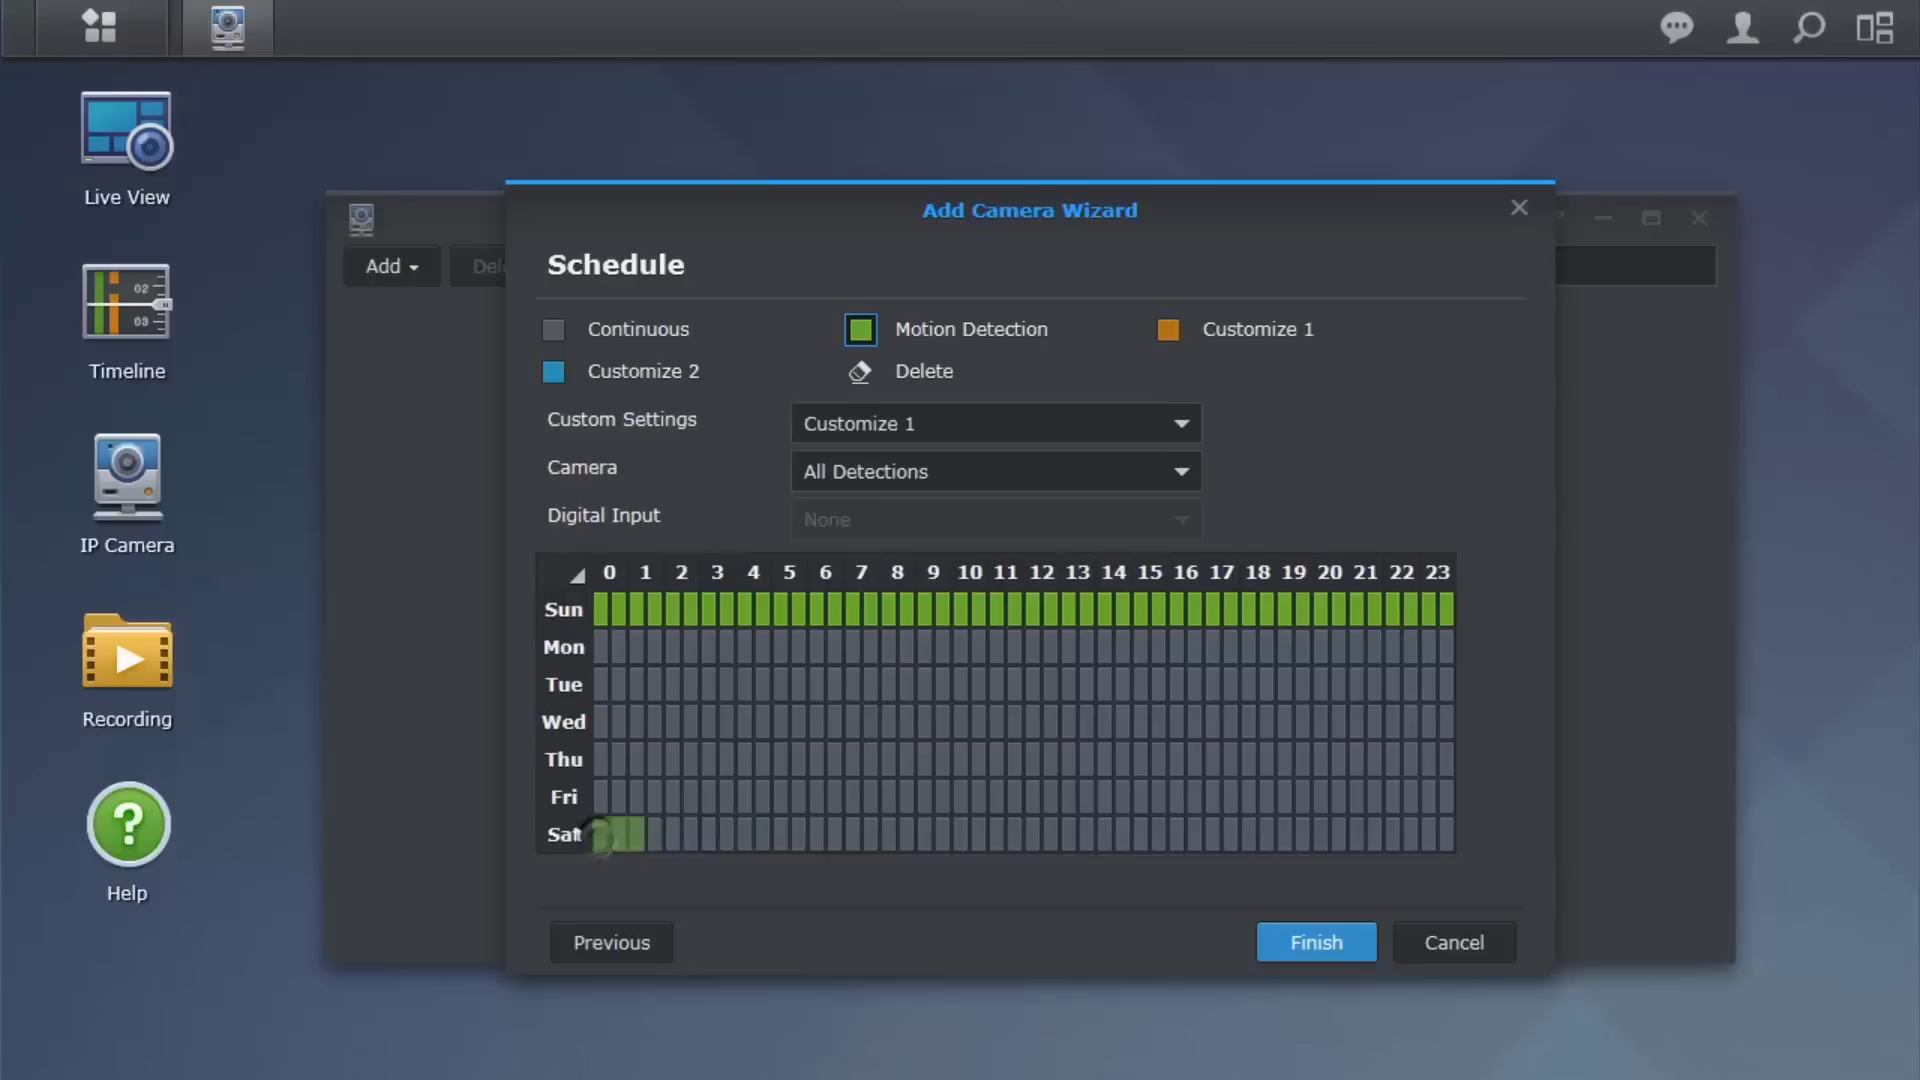 Live View
02
03
Timeline
IP Camera
Recording
Help
Add
Del
Add Camera Wizard
Schedule
Continuous
Motion Detection
Customize 1
Customize 2
Delete
Custom Settings
Customize 1
Camera
All Detections
Digital Input
None
0 1 2 3 4 5 6 7 8 9 10 11 12 13 14 15 16 17 18 19 20 21 22 23
Sun
Mon
Tue
Wed
Thu
Fri
Sat
Previous
Finish
Cancel